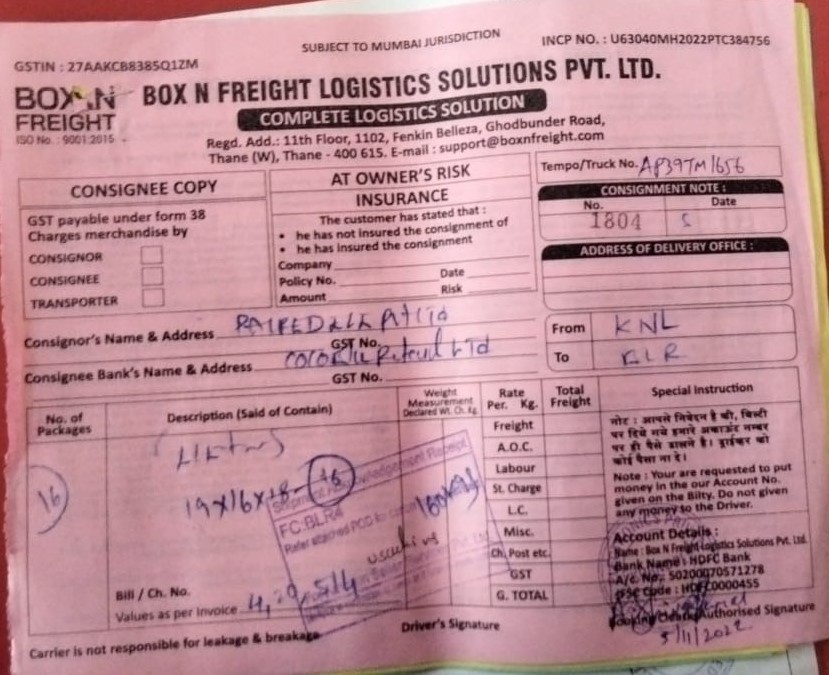 SUBJECT TO MUMBAI JURISDICTION
INCP NO. : U63040MH2022PTC384756
GSTIN : 27AAKCB8385Q1ZM
BOX N FREIGHT
ISO No. : 9001:2015
BOX N FREIGHT LOGISTICS SOLUTIONS PVT. LTD.
COMPLETE LOGISTICS SOLUTION
Regd. Add.: 11th Floor, 1102, Fenkin Belleza, Ghodbunder Road,
Thane (W), Thane - 400 615. E-mail : support@boxnfreight.com
Tempo/Truck No. AP39TM1656
CONSIGNEE COPY
GST payable under form 38
Charges merchandise by
CONSIGNOR
CONSIGNEE
TRANSPORTER
AT OWNER'S RISK
INSURANCE
The customer has stated that :
• he has not insured the consignment of
• he has insured the consignment
Company
Policy No. Date
Amount Risk
CONSIGNMENT NOTE :
No. Date
1804 5
ADDRESS OF DELIVERY OFFICE :
Consignor's Name & Address
GST No.
Consignee Bank's Name & Address Retail Ltd
GST No.
From KNL
To BLR
No. of Packages
Description (Said of Contain)
Weight Measurement
Declared Wt. Ch. Kg.
Rate Per. Kg.
Total Freight
Special Instruction
16
19x16x18 - 16
Freight
A.O.C.
Labour
St. Charge
L.C.
Misc.
Ch. Post etc.
GST
G. TOTAL
Shipment Acknowledgement Receipt
FC:BLR4
Refer attached POD for
नोट : आपसे निवेदन है की, बिल्टी
पर दिये गये हमारे अकाऊंट नम्बर
पर ही पैसे डालने है। ड्राईवर को
कोई पैसा ना दे।
Note : Your are requested to put
money in the our Account No.
given on the Bilty. Do not given
any money to the Driver.
Account Details :
Name : Box N Freight Logistics Solutions Pvt. Ltd.
Bank Name : HDFC Bank
A/c. No.: 50200070571278
IFSC Code : HDFC0000455
Bill / Ch. No.
Values as per Invoice
Carrier is not responsible for leakage & breakage
Driver's Signature
Booking Clerk Authorised Signature
5/11/2022